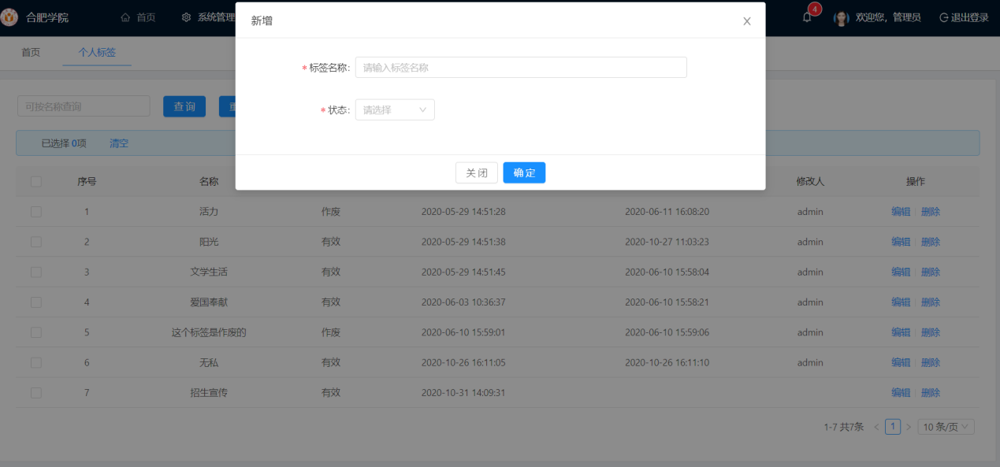 合肥学院 首页 系统管理 4 欢迎您，管理员 退出登录
首页 个人标签
新增
* 标签名称： 请输入标签名称
* 状态： 请选择
关 闭 确 定
可按名称查询 查 询
已选择 0项 清空
序号 名称 修改人 操作
1 活力 作废 2020-05-29 14:51:28 2020-06-11 16:08:20 admin 编辑 删除
2 阳光 有效 2020-05-29 14:51:38 2020-10-27 11:03:23 admin 编辑 删除
3 文学生活 有效 2020-05-29 14:51:45 2020-06-10 15:58:04 admin 编辑 删除
4 爱国奉献 有效 2020-06-03 10:36:37 2020-06-10 15:58:21 admin 编辑 删除
5 这个标签是作废的 作废 2020-06-10 15:59:01 2020-06-10 15:59:06 admin 编辑 删除
6 无私 有效 2020-10-26 16:11:05 2020-10-26 16:11:10 admin 编辑 删除
7 招生宣传 有效 2020-10-31 14:09:31 编辑 删除
1-7 共7条 < 1 > 10 条/页